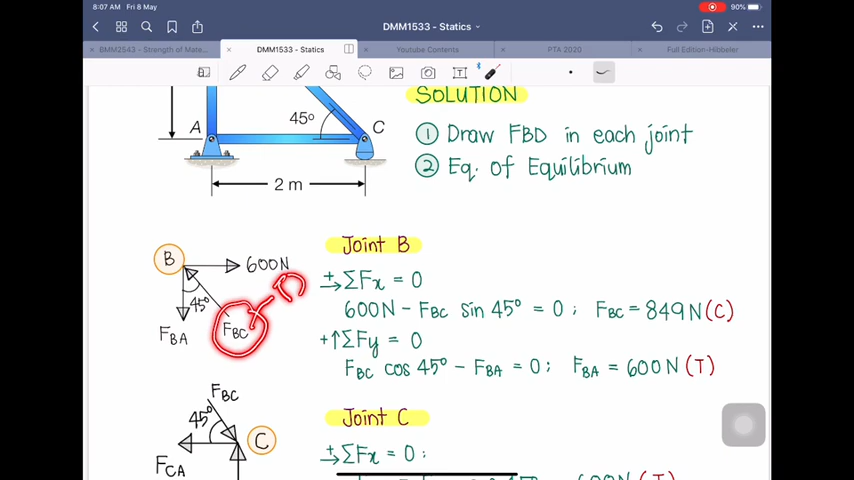 8:07 AM Fri 8 May
90%
DMM1533 - Statics
BMM2543 - Strength of Mate...
DMM1533 - Statics
Youtube Contents
PTA 2020
Full Edition-Hibbeler
SOLUTION
45°
A
C
① Draw FBD in each joint
② Eq. of Equilibrium
2 m
B
600N
45°
FBC
FBA
Joint B
+→ ΣFx = 0
600N - FBC sin 45° = 0 ; FBC = 849N (C)
+↑ ΣFy = 0
FBC cos 45° - FBA = 0 ; FBA = 600N (T)
FBC
45°
C
FCA
Joint C
+→ ΣFx = 0 ;